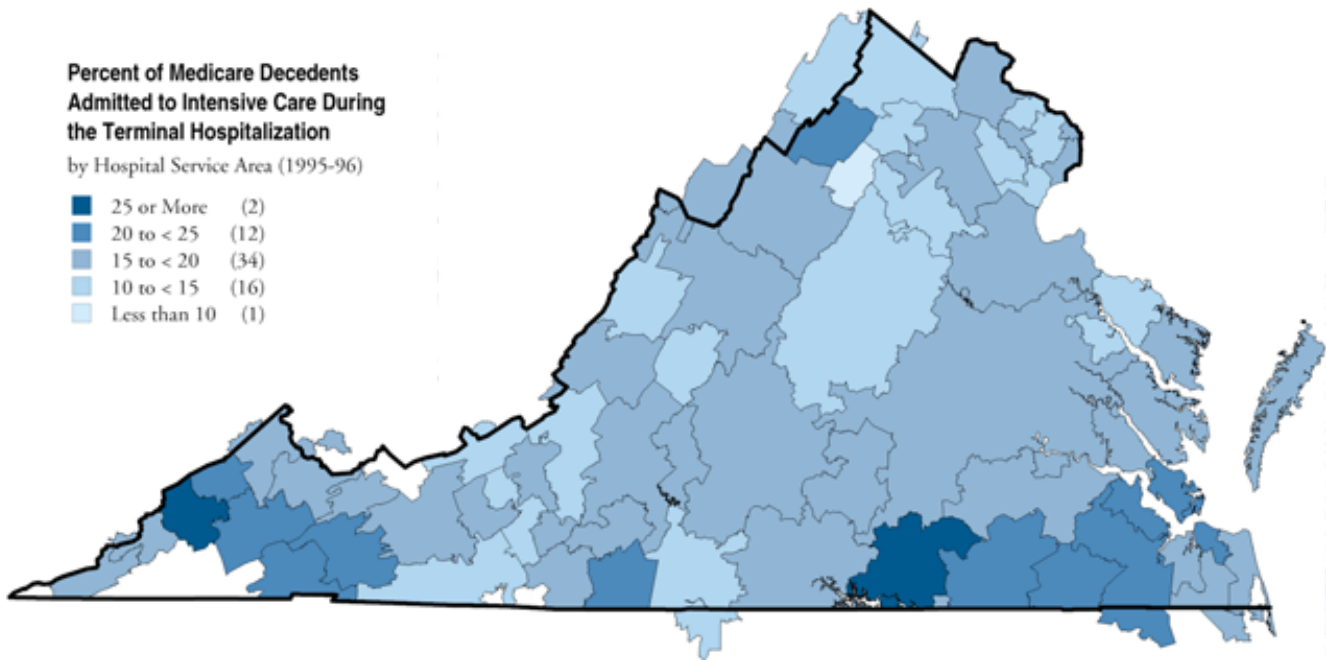 Percent of Medicare Decedents
Admitted to Intensive Care During
the Terminal Hospitalization
by Hospital Service Area (1995-96)
25 or More (2)
20 to < 25 (12)
15 to < 20 (34)
10 to < 15 (16)
Less than 10 (1)